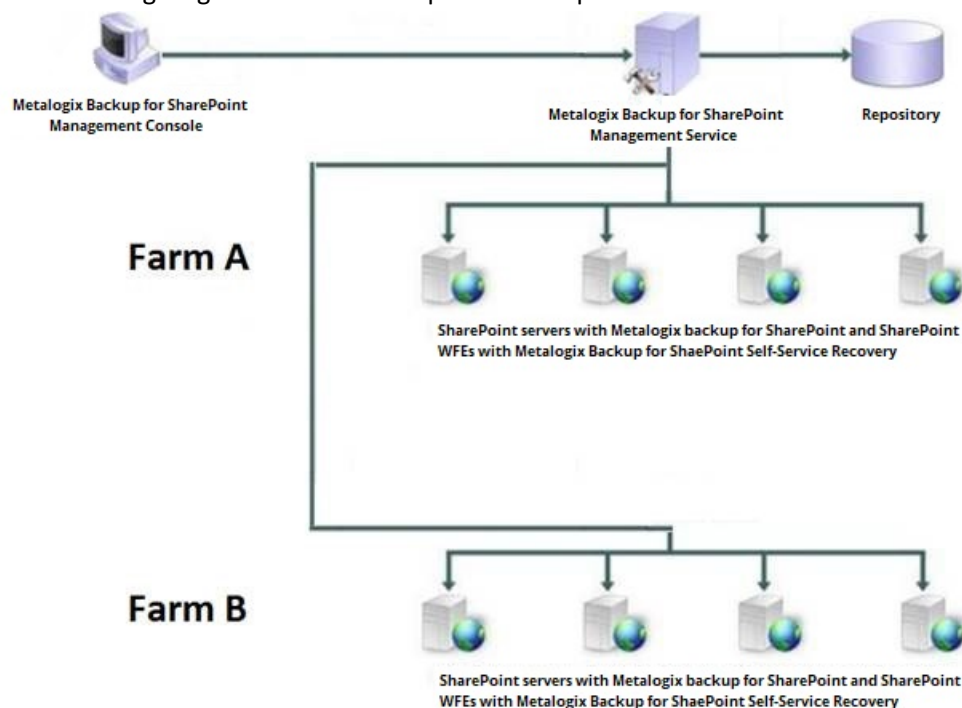 Metalogix Backup for SharePoint
Management Console
Metalogix Backup for SharePoint
Management Service
Repository
Farm A
SharePoint servers with Metalogix backup for SharePoint and SharePoint
WFEs with Metalogix Backup for ShaePoint Self-Service Recovery
Farm B
SharePoint servers with Metalogix backup for SharePoint and SharePoint
WFEs with Metalogix Backup for ShaePoint Self-Service Recovery